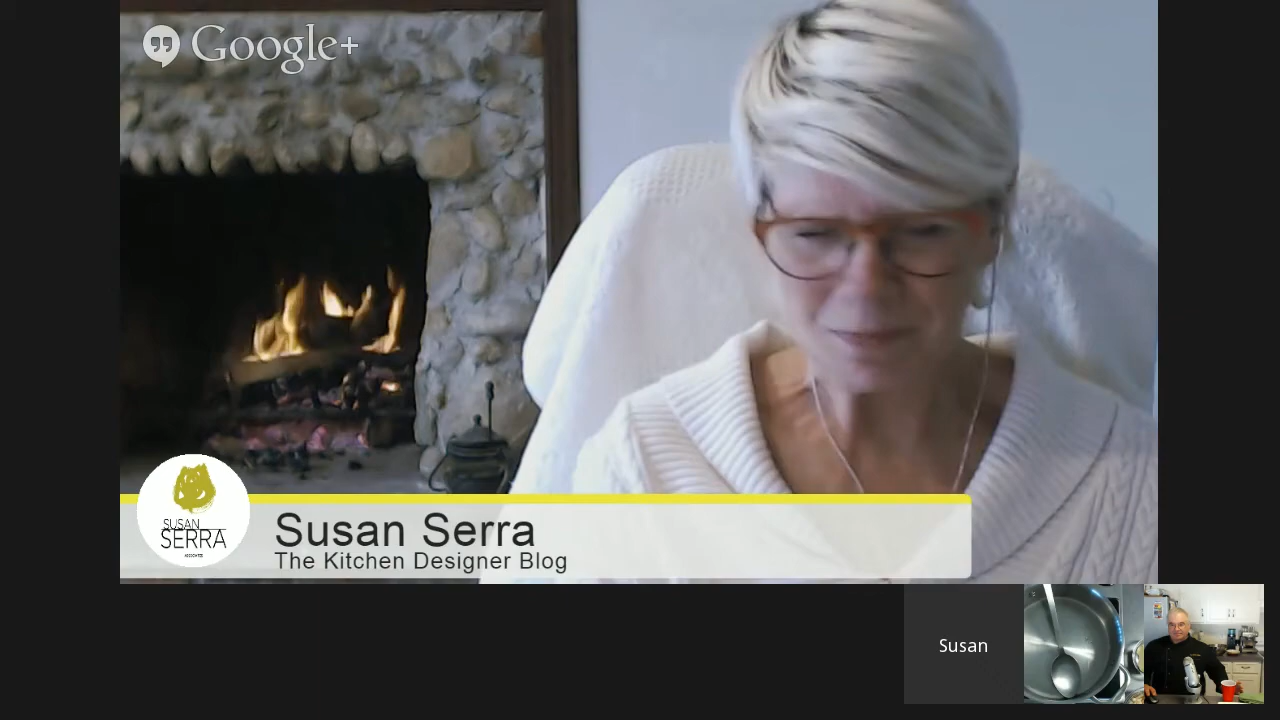 Google+
SUSAN
SERRA
Susan Serra
The Kitchen Designer Blog
Susan